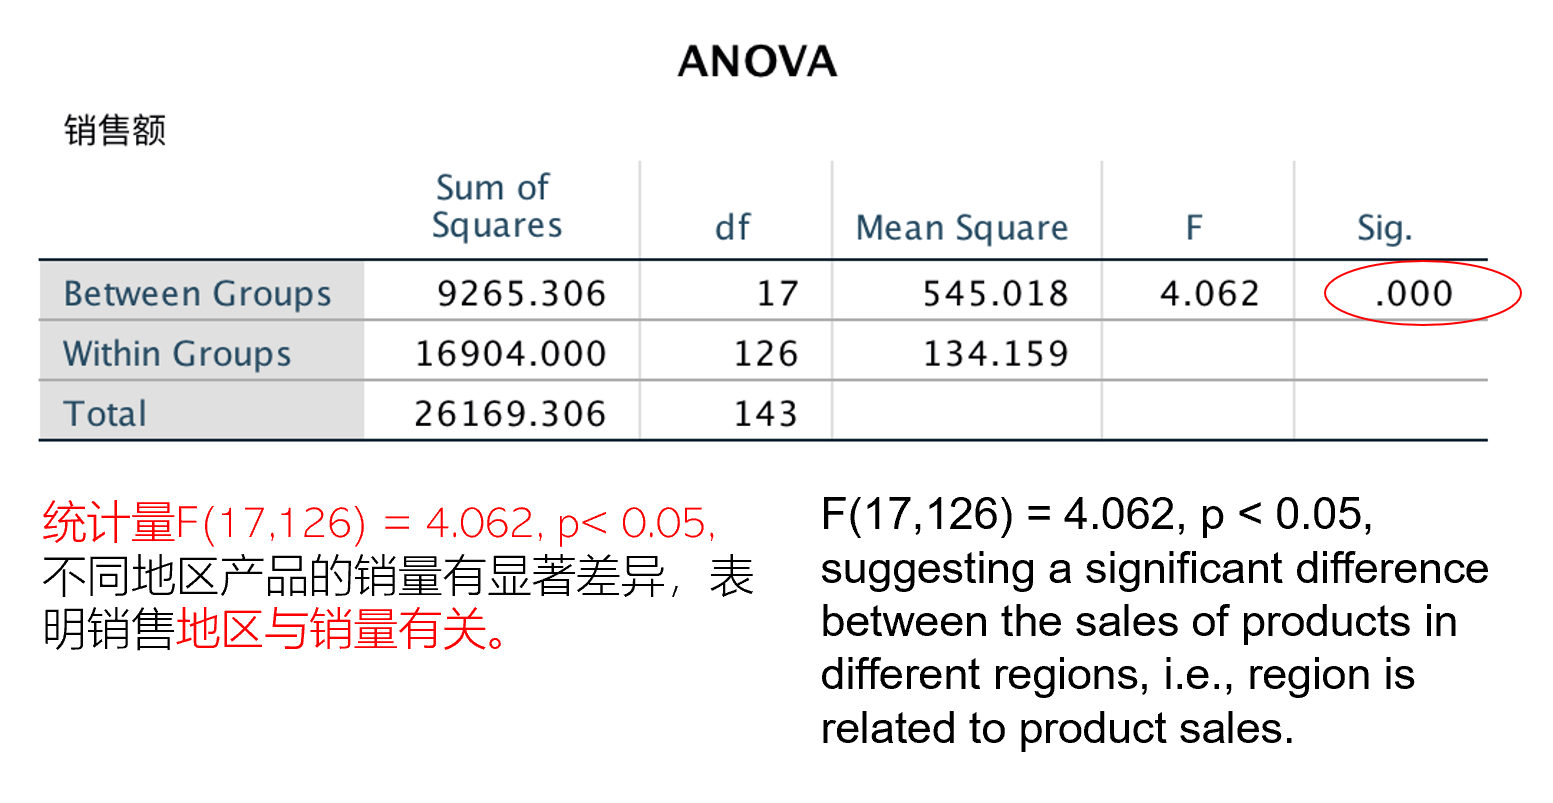 ANOVA
销售额
Sum of
Squares df Mean Square F Sig.
Between Groups 9265.306 17 545.018 4.062 .000
Within Groups 16904.000 126 134.159
Total 26169.306 143
统计量F(17,126) = 4.062, p< 0.05,
不同地区产品的销量有显著差异，表
明销售地区与销量有关。
F(17,126) = 4.062, p < 0.05,
suggesting a significant difference
between the sales of products in
different regions, i.e., region is
related to product sales.